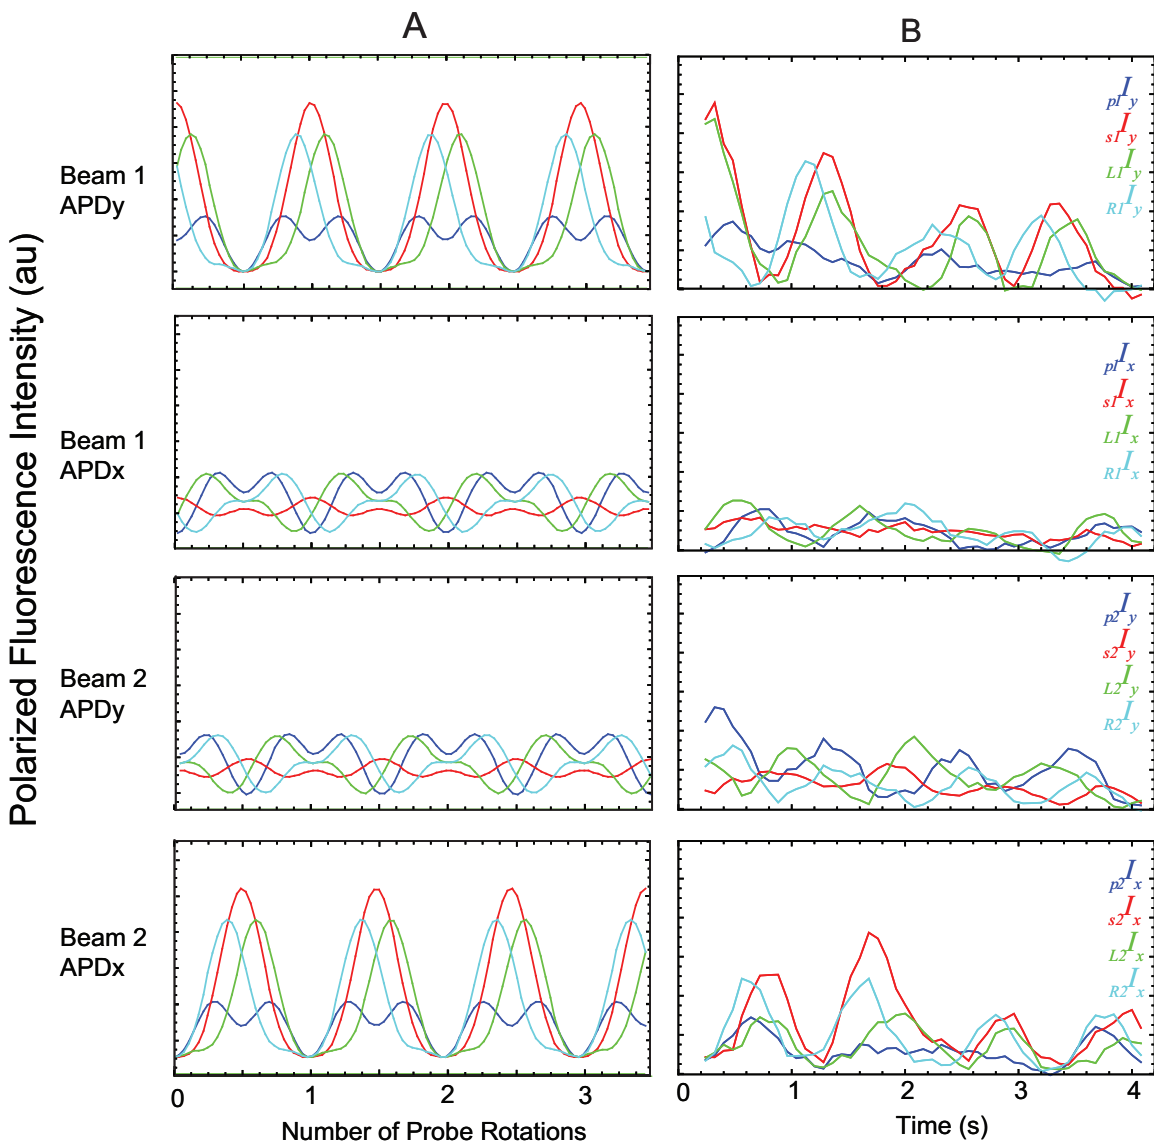 A
B
Polarized Fluorescence Intensity (au)
Beam 1
APDy
p1Iy
s1Iy
L1Iy
R1Iy
Beam 1
APDx
p1Ix
s1Ix
L1Ix
R1Ix
Beam 2
APDy
p2Iy
s2Iy
L2Iy
R2Iy
Beam 2
APDx
p2Ix
s2Ix
L2Ix
R2Ix
0 1 2 3
0 1 2 3 4
Number of Probe Rotations
Time (s)